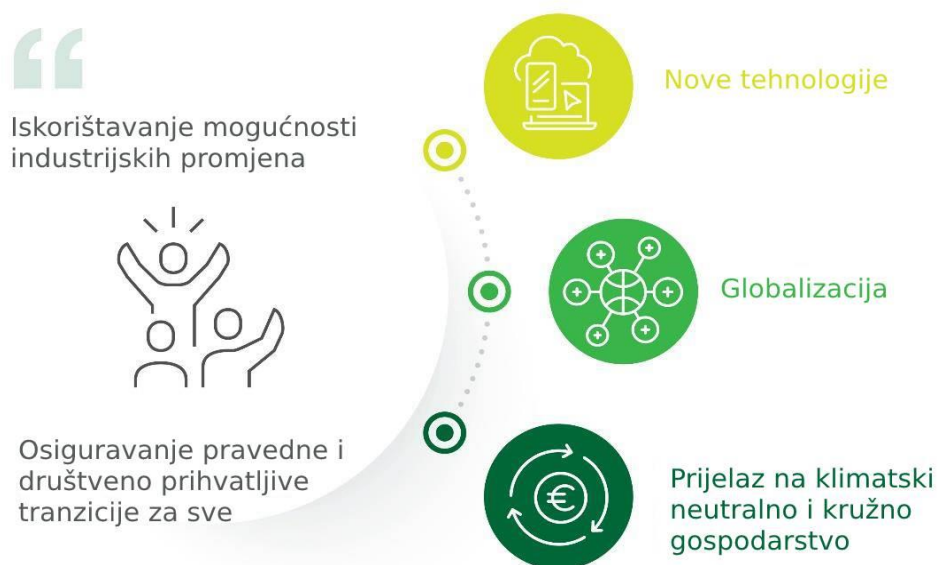 Iskorištavanje mogućnosti
industrijskih promjena
Osiguravanje pravedne i
društveno prihvatljive
tranzicije za sve
Nove tehnologije
Globalizacija
Prijelaz na klimatski
neutralno i kružno
gospodarstvo